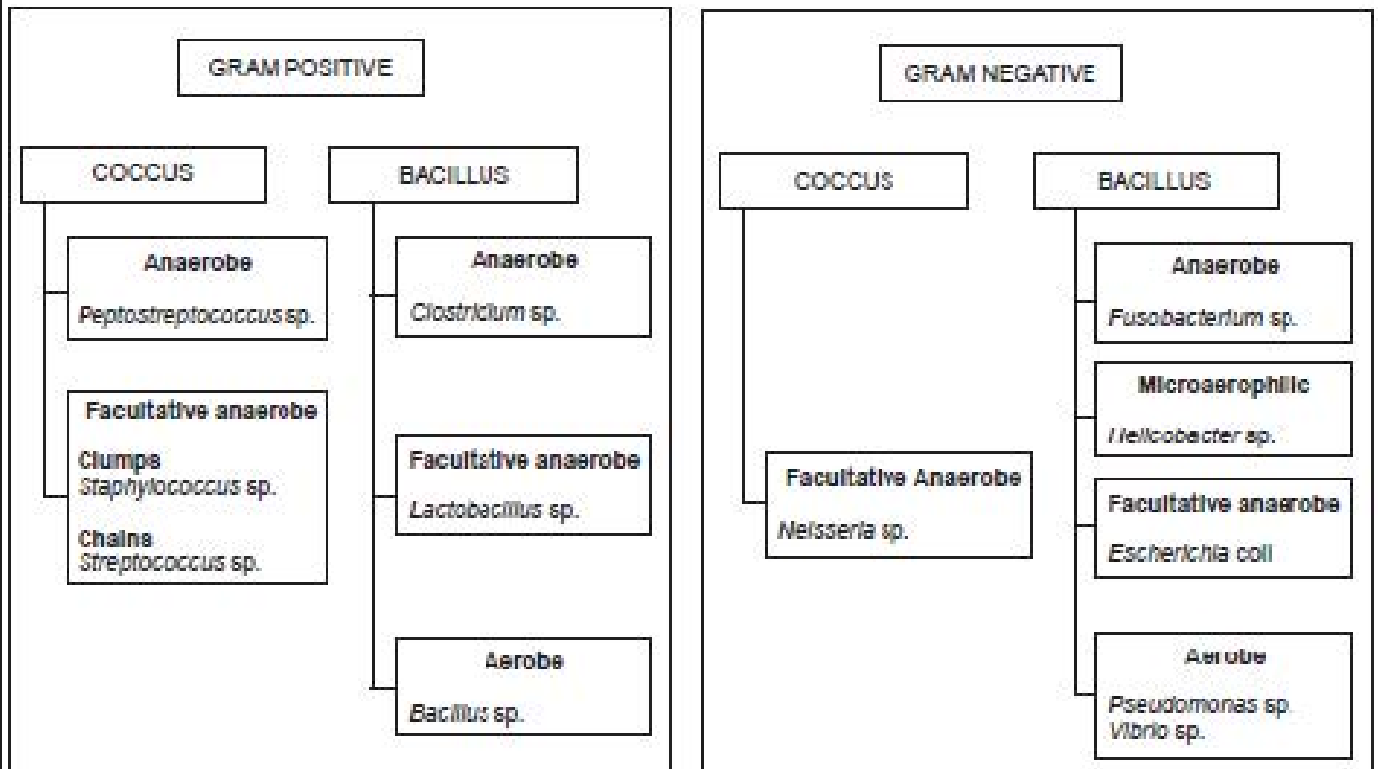 GRAM POSITIVE
COCCUS
Anaerobe
Peptostreptococcus sp.
Facultative anaerobe
Clumps
Staphylococcus sp.
Chains
Streptococcus sp.
BACILLUS
Anaerobe
Clostridium sp.
Facultative anaerobe
Lactobacillus sp.
Aerobe
Bacillus sp.
GRAM NEGATIVE
COCCUS
Facultative Anaerobe
Neisseria sp.
BACILLUS
Anaerobe
Fusobacterium sp.
Microaerophilic
Helicobacter sp.
Facultative anaerobe
Escherichia coli
Aerobe
Pseudomonas sp.
Vibrio sp.